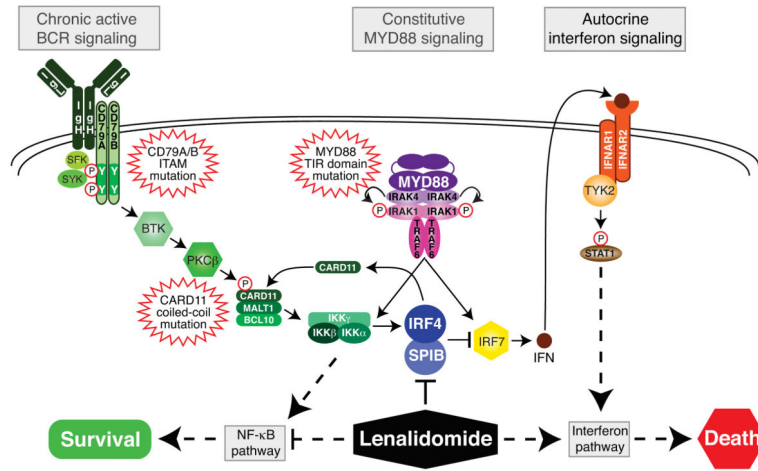 Chronic active
BCR signaling
Constitutive
MYD88 signaling
Autocrine
interferon signaling
IgL
IgL
IgH
IgH
CD79A
CD79B
SFK
SYK
P
P
Y
Y
Y
Y
CD79A/B
ITAM
mutation
MYD88
TIR domain
mutation
MYD88
IRAK4
IRAK4
P
IRAK1
IRAK1
P
TRAF6
TRAF6
IFNAR1
IFNAR2
TYK2
P
STAT1
BTK
PKCβ
P
CARD11
MALT1
BCL10
CARD11
coiled-coil
mutation
CARD11
IKKγ
IKKβ
IKKα
IRF4
SPIB
IRF7
IFN
Survival
NF-κB
pathway
Lenalidomide
Interferon
pathway
Death